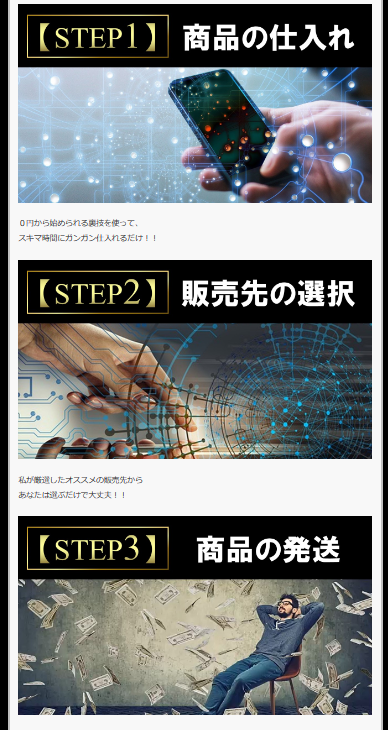 【STEP1】 商品の仕入れ
０円から始められる裏技を使って、
スキマ時間にガンガン仕入れるだけ！！
【STEP2】 販売先の選択
私が厳選したオススメの販売先から
あなたは選ぶだけで大丈夫！！
【STEP3】 商品の発送